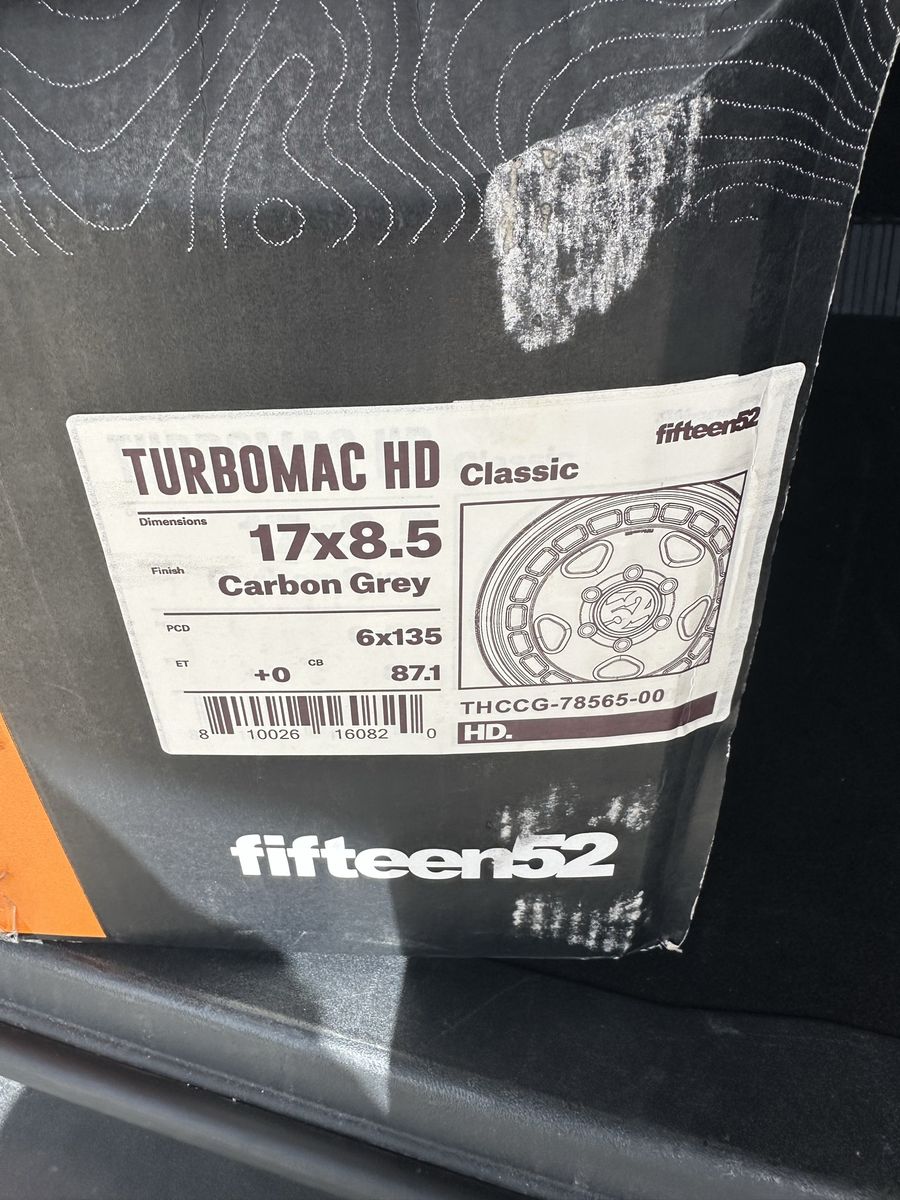 fifteen52
TURBOMAC HD
Classic
Dimensions
17x8.5
Finish
Carbon Grey
PCD
6x135
ET
+0
CB
87.1
THCCG-78565-00
HD.
8 10026 16082 0
fifteen52